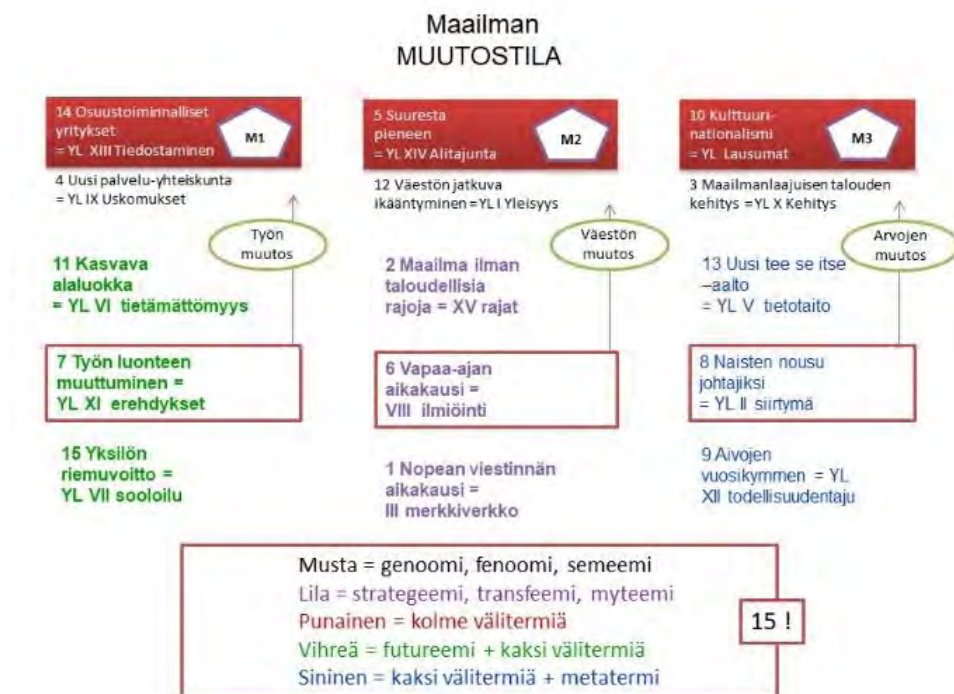 Maailman
MUUTOSTILA
14 Osuustoiminnalliset
yritykset
= YL XIII Tiedostaminen
M1
4 Uusi palvelu-yhteiskunta
= YL IX Uskomukset
Työn
muutos
11 Kasvava
alaluokka
= YL VI tietämättömyys
7 Työn luonteen
muuttuminen =
YL XI erehdykset
15 Yksilön
riemuvoitto =
YL VII sooloilu
5 Suuresta
pieneen
= YL XIV Alitajunta
M2
12 Väestön jatkuva
ikääntyminen =YL I Yleisyys
Väestön
muutos
2 Maailma ilman
taloudellisia
rajoja = XV rajat
6 Vapaa-ajan
aikakausi =
VIII ilmiöinti
1 Nopean viestinnän
aikakausi =
III merkkiverkko
10 Kulttuuri-
nationalismi
= YL Lausumat
M3
3 Maailmanlaajuisen talouden
kehitys =YL X Kehitys
Arvojen
muutos
13 Uusi tee se itse
–aalto
= YL V tietotaito
8 Naisten nousu
johtajiksi
= YL II siirtymä
9 Aivojen
vuosikymmen = YL
XII todellisuudentaju
Musta = genoomi, fenoomi, semeemi
Lila = strategeemi, transfeemi, myteemi
Punainen = kolme välitermiä
Vihreä = futureemi + kaksi välitermiä
Sininen = kaksi välitermiä + metatermi
15 !